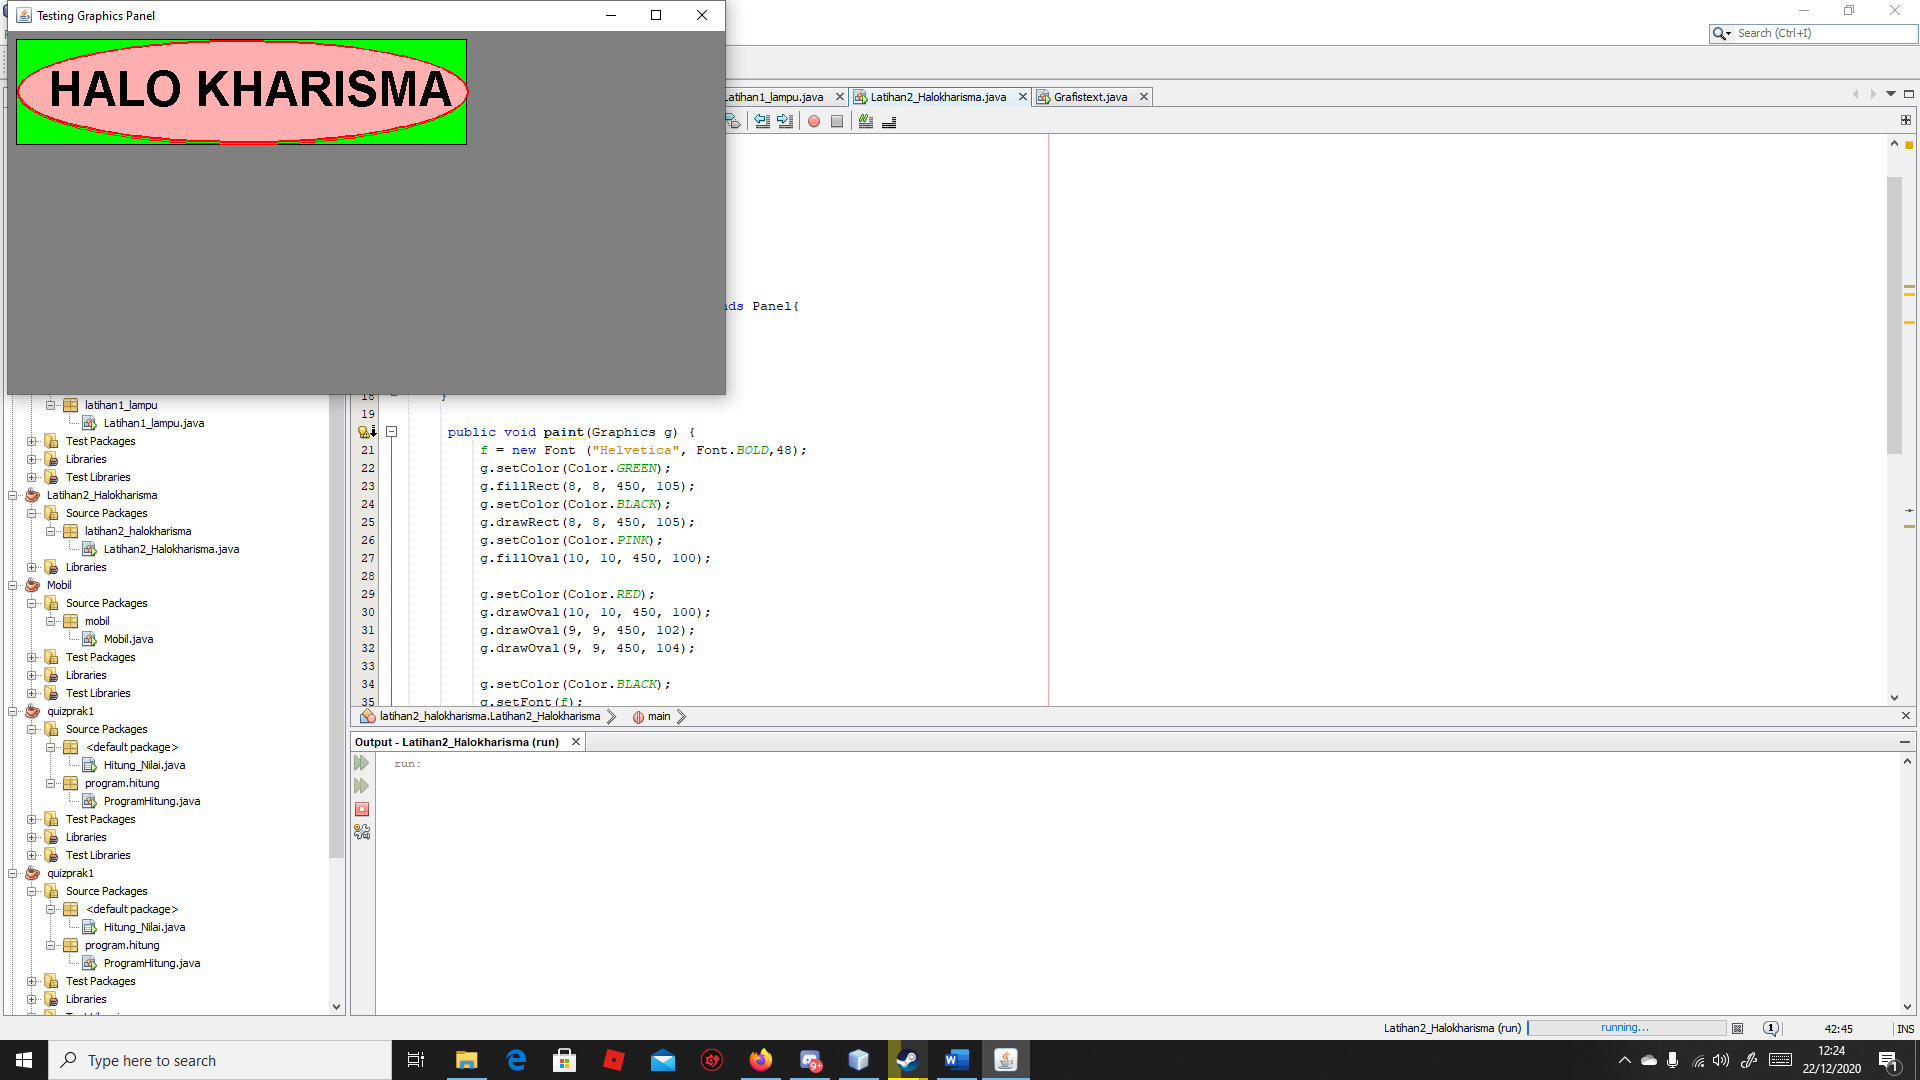 Testing Graphics Panel
HALO KHARISMA
Search (Ctrl+I)
Latihan1_lampu.java
Latihan2_Halokharisma.java
Grafistext.java
nds Panel{
18 }
19
public void paint(Graphics g) {
21 f = new Font ("Helvetica", Font.BOLD,48);
22 g.setColor(Color.GREEN);
23 g.fillRect(8, 8, 450, 105);
24 g.setColor(Color.BLACK);
25 g.drawRect(8, 8, 450, 105);
26 g.setColor(Color.PINK);
27 g.fillOval(10, 10, 450, 100);
28
29 g.setColor(Color.RED);
30 g.drawOval(10, 10, 450, 100);
31 g.drawOval(9, 9, 450, 102);
32 g.drawOval(9, 9, 450, 104);
33
34 g.setColor(Color.BLACK);
35 g.setFont(f);
latihan1_lampu
Latihan1_lampu.java
Test Packages
Libraries
Test Libraries
Latihan2_Halokharisma
Source Packages
latihan2_halokharisma
Latihan2_Halokharisma.java
Libraries
Mobil
Source Packages
mobil
Mobil.java
Test Packages
Libraries
Test Libraries
quizprak1
Source Packages
<default package>
Hitung_Nilai.java
program.hitung
ProgramHitung.java
Test Packages
Libraries
Test Libraries
quizprak1
Source Packages
<default package>
Hitung_Nilai.java
program.hitung
ProgramHitung.java
Test Packages
Libraries
latihan2_halokharisma.Latihan2_Halokharisma
main
Output - Latihan2_Halokharisma (run)
run:
Latihan2_Halokharisma (run)
running...
1
42:45
INS
Type here to search
9+
12:24
22/12/2020
1